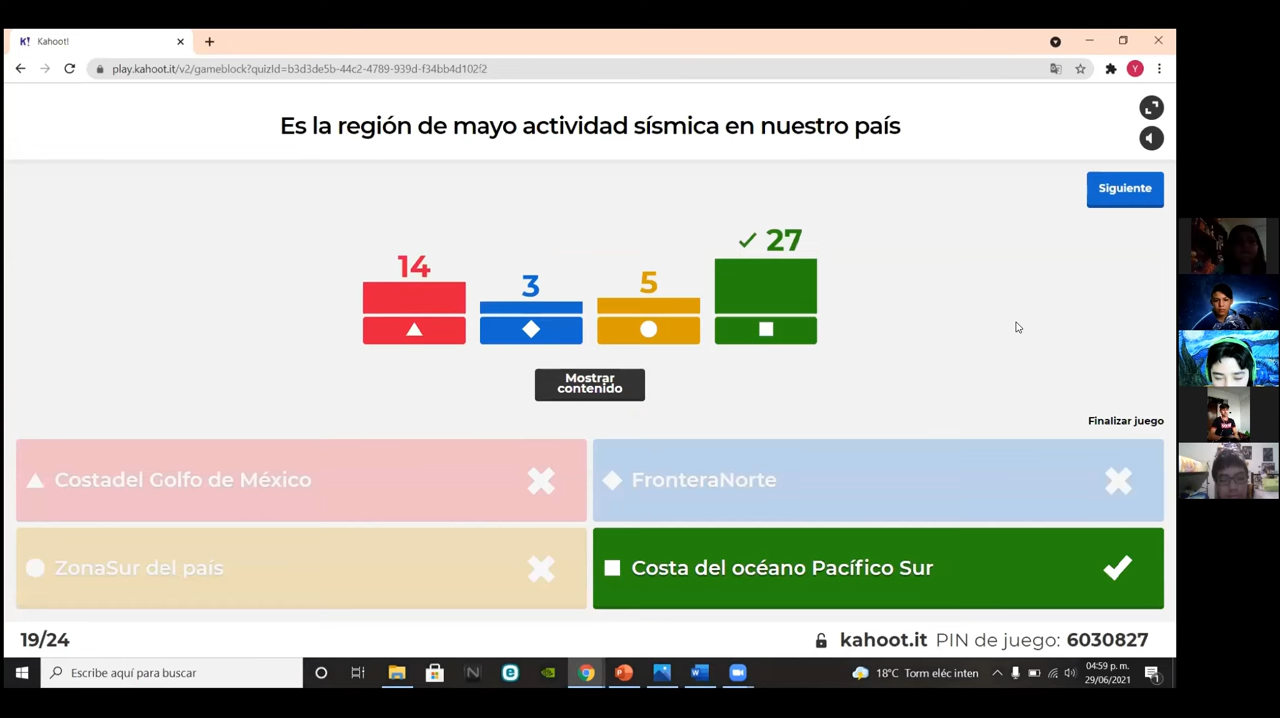 Kahoot!
play.kahoot.it/v2/gameblock?quizId=b3d3de5b-44c2-4789-939d-f34bb4d102f2
Y
Es la región de mayo actividad sísmica en nuestro país
Siguiente
14
3
5
27
Mostrar
contenido
Finalizar juego
Costadel Golfo de México
FronteraNorte
ZonaSur del país
Costa del océano Pacífico Sur
19/24
kahoot.it PIN de juego: 6030827
Escribe aquí para buscar
18°C Torm eléc inten
04:59 p. m.
29/06/2021